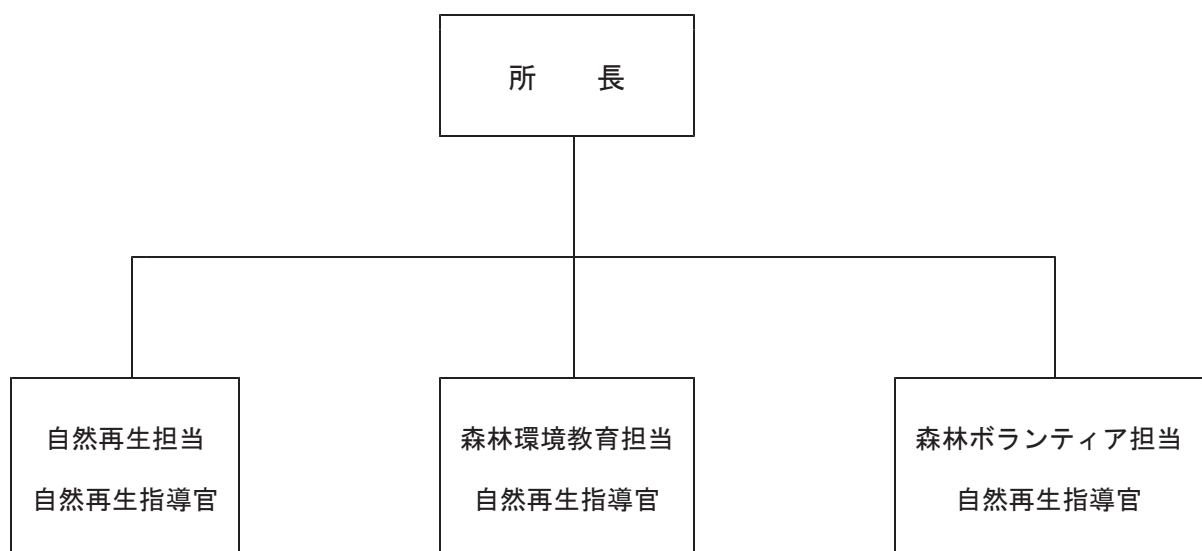 所　　長
自然再生担当
自然再生指導官
森林環境教育担当
自然再生指導官
森林ボランティア担当
自然再生指導官